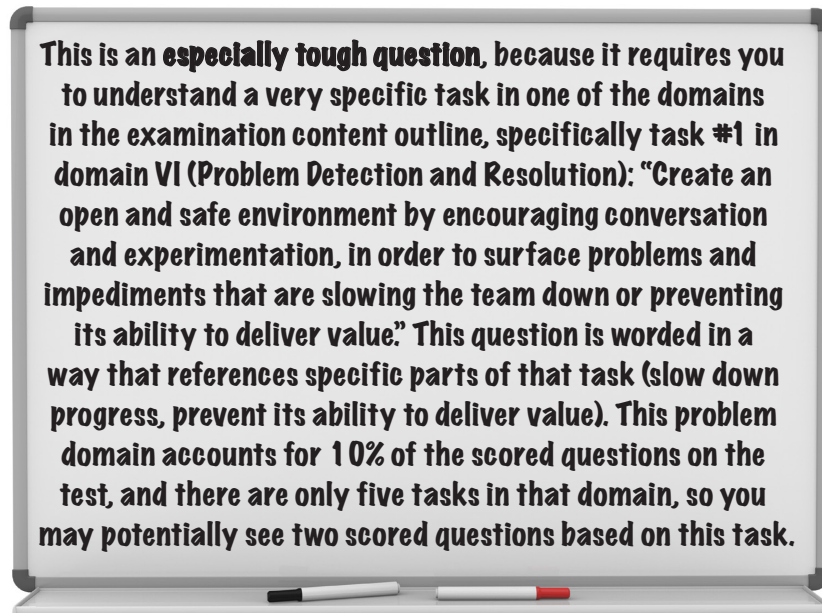 This is an especially tough question, because it requires you
to understand a very specific task in one of the domains
in the examination content outline, specifically task #1 in
domain VI (Problem Detection and Resolution): “Create an
open and safe environment by encouraging conversation
and experimentation, in order to surface problems and
impediments that are slowing the team down or preventing
its ability to deliver value.” This question is worded in a
way that references specific parts of that task (slow down
progress, prevent its ability to deliver value). This problem
domain accounts for 10% of the scored questions on the
test, and there are only five tasks in that domain, so you
may potentially see two scored questions based on this task.